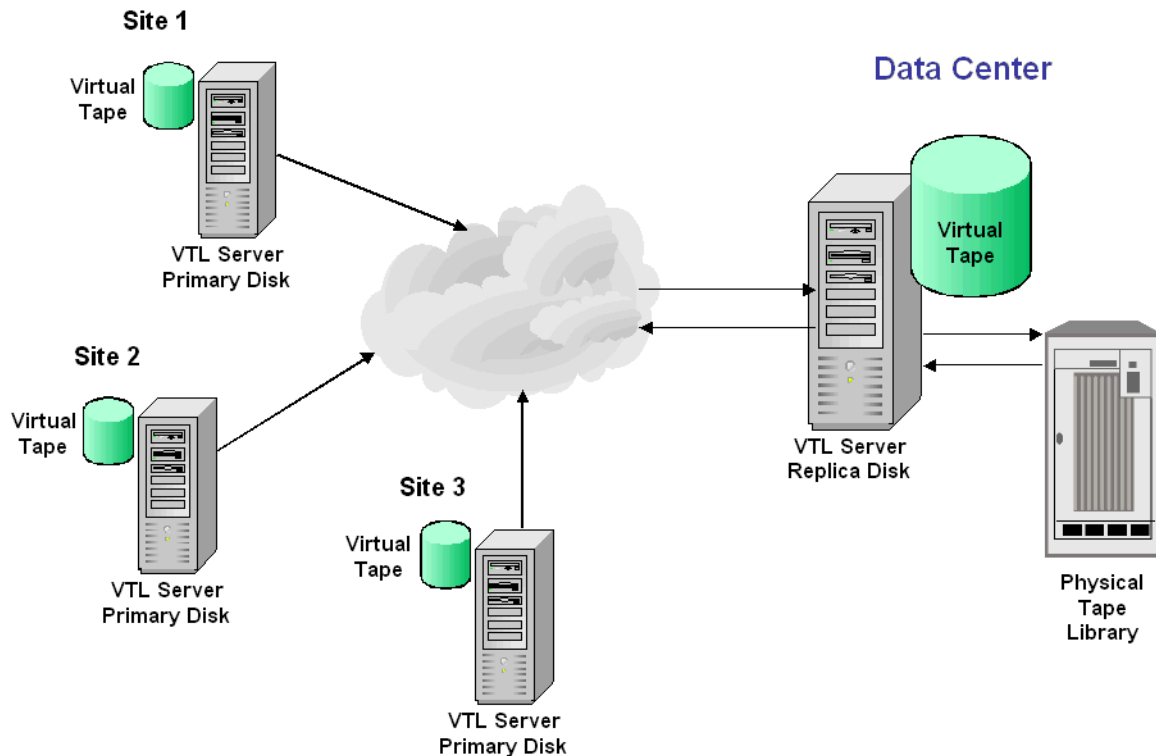 Site 1
Virtual
Tape
VTL Server
Primary Disk
Site 2
Virtual
Tape
VTL Server
Primary Disk
Site 3
Virtual
Tape
VTL Server
Primary Disk
Data Center
Virtual
Tape
VTL Server
Replica Disk
Physical
Tape
Library